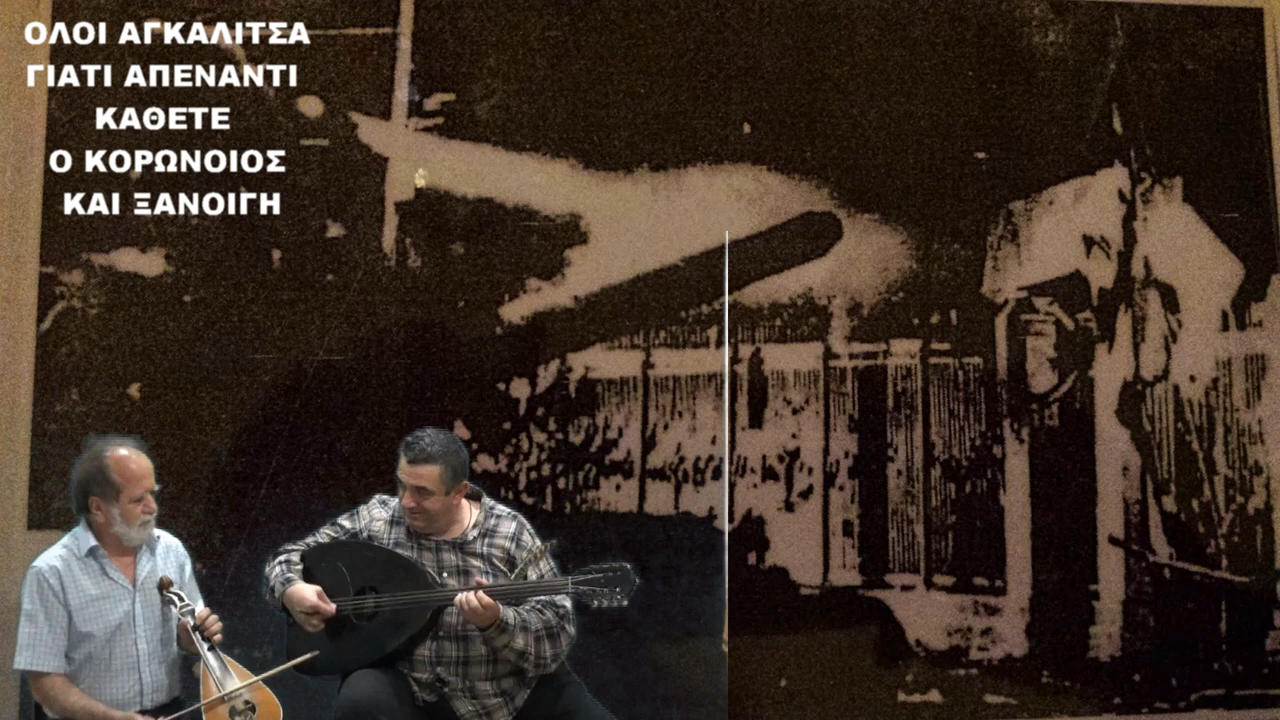 ΟΛΟΙ ΑΓΚΑΛΙΤΣΑ
ΓΙΑΤΙ ΑΠΕΝΑΝΤΙ
ΚΑΘΕΤΕ
Ο ΚΟΡΩΝΟΙΟΣ
ΚΑΙ ΞΑΝΟΙΓΗ